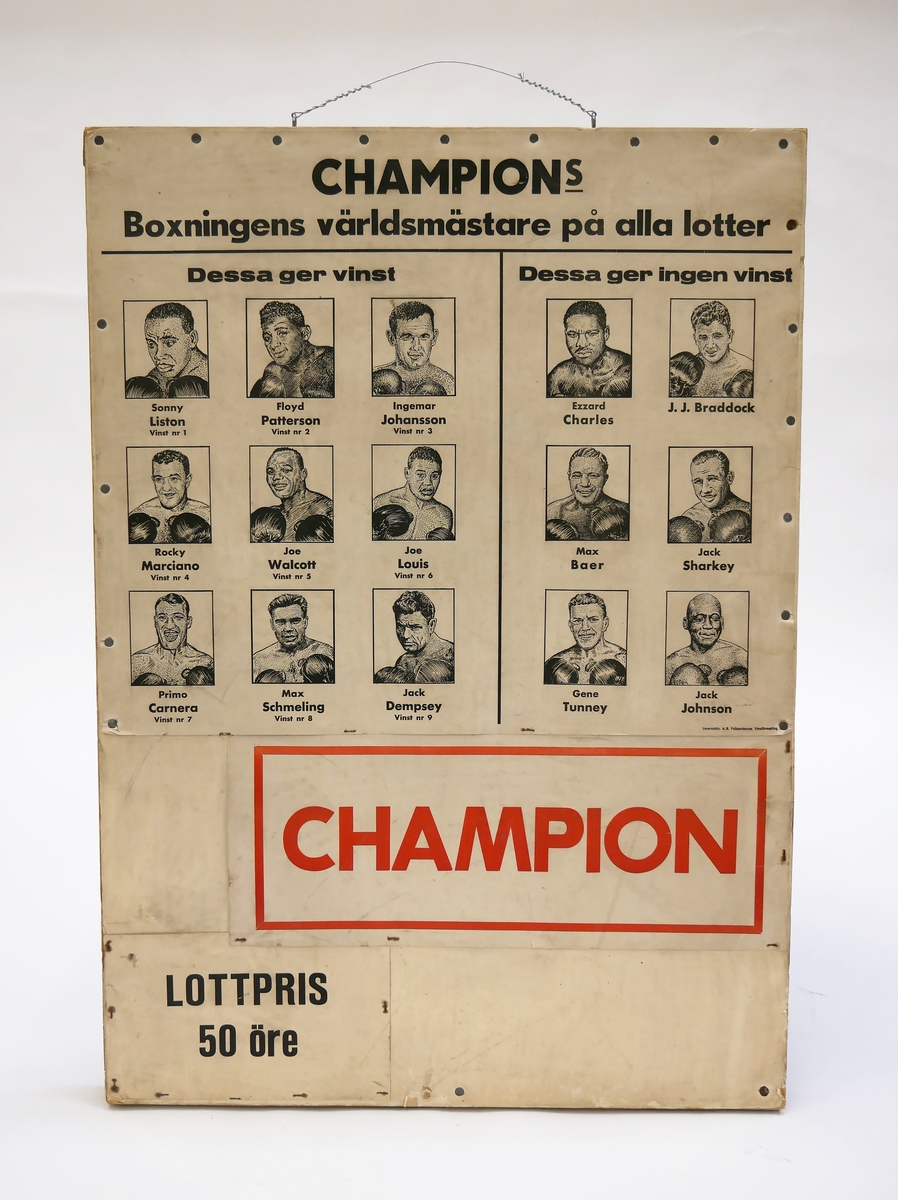 CHAMPIONS
Boxningens världsmästare på alla lotter
Dessa ger vinst
Sonny
Liston
Vinst nr 1
Floyd
Patterson
Vinst nr 2
Ingemar
Johansson
Vinst nr 3
Rocky
Marciano
Vinst nr 4
Joe
Walcott
Vinst nr 5
Joe
Louis
Vinst nr 6
Primo
Carnera
Vinst nr 7
Max
Schmeling
Vinst nr 8
Jack
Dempsey
Vinst nr 9
Dessa ger ingen vinst
Ezzard
Charles
J. J. Braddock
Max
Baer
Jack
Sharkey
Gene
Tunney
Jack
Johnson
CHAMPION
LOTTPRIS
50 öre